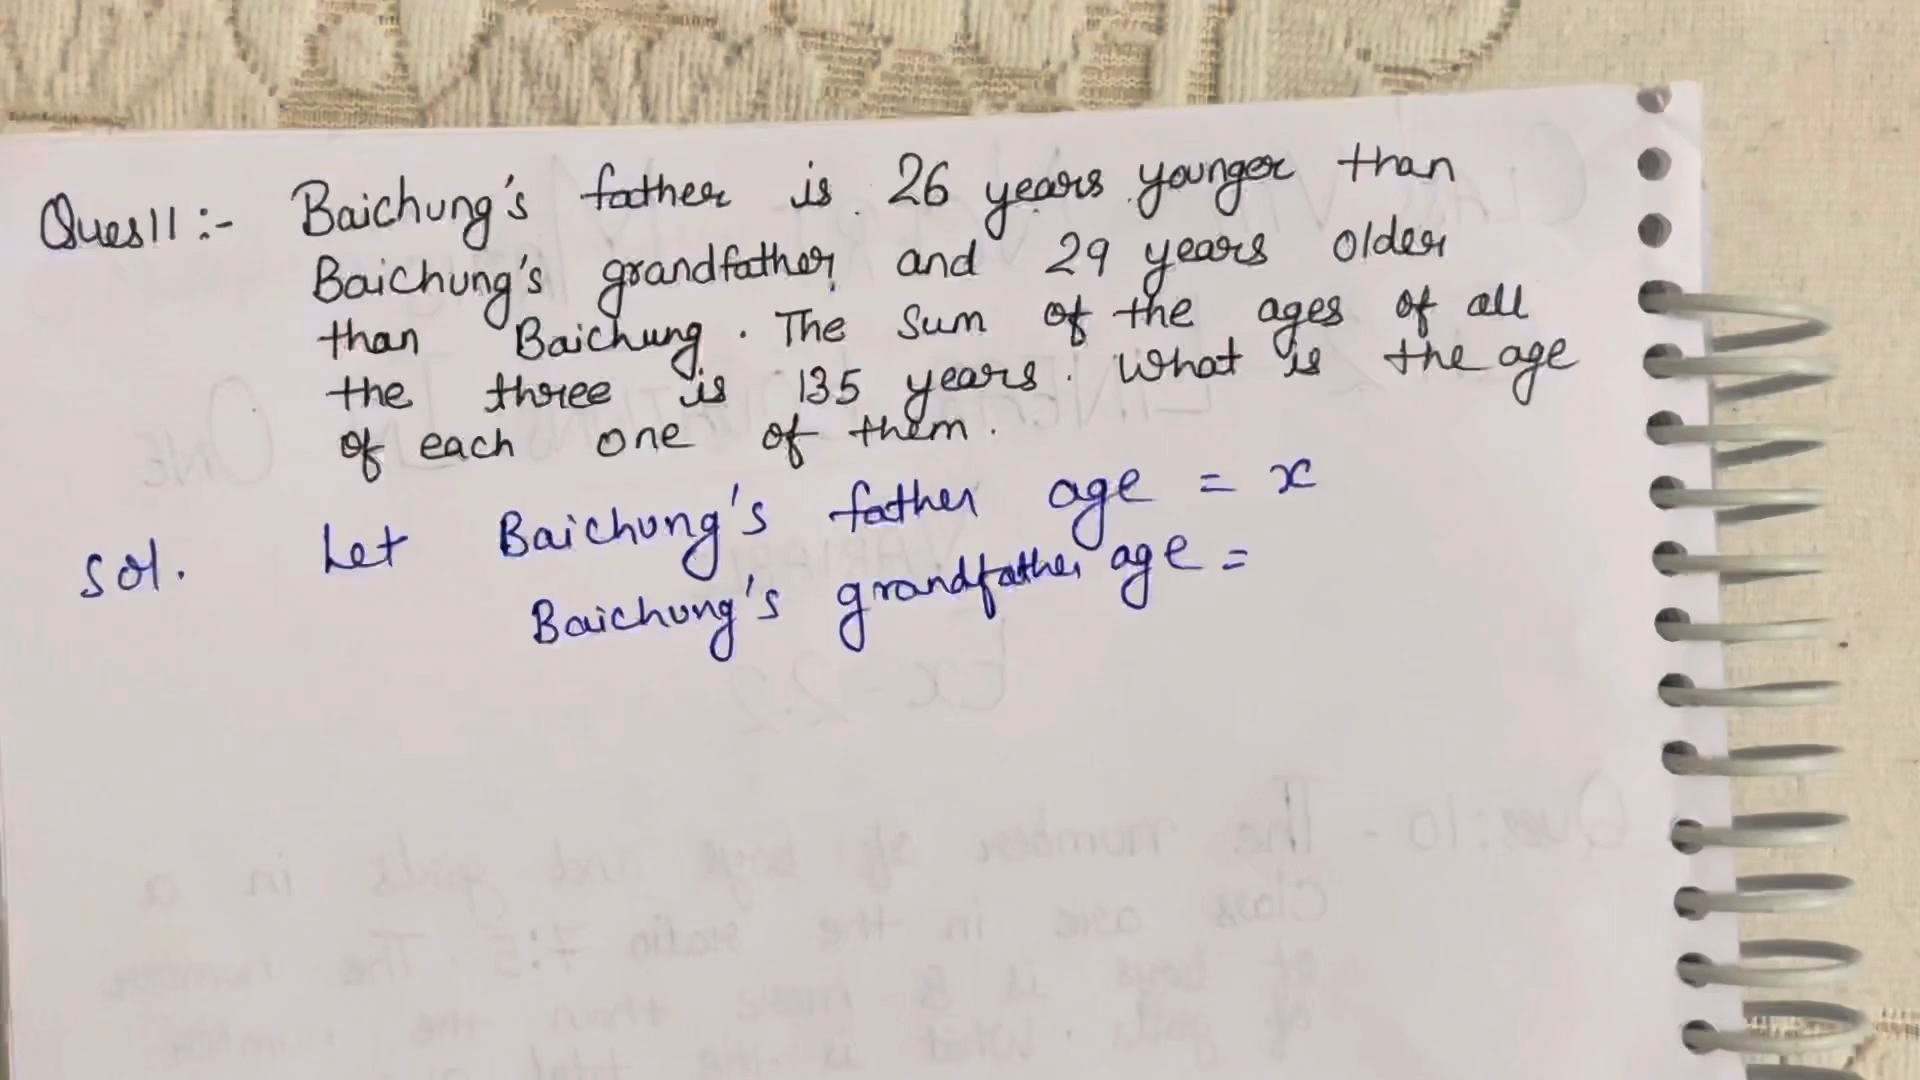 Ques11:- Baichung's father is 26 years younger than
Baichung's grandfather and 29 years older
than Baichung. The Sum of the ages of all
the three is 135 years. What is the age
of each one of them.
Sol. Let Baichung's father age = x
Baichung's grandfather age =